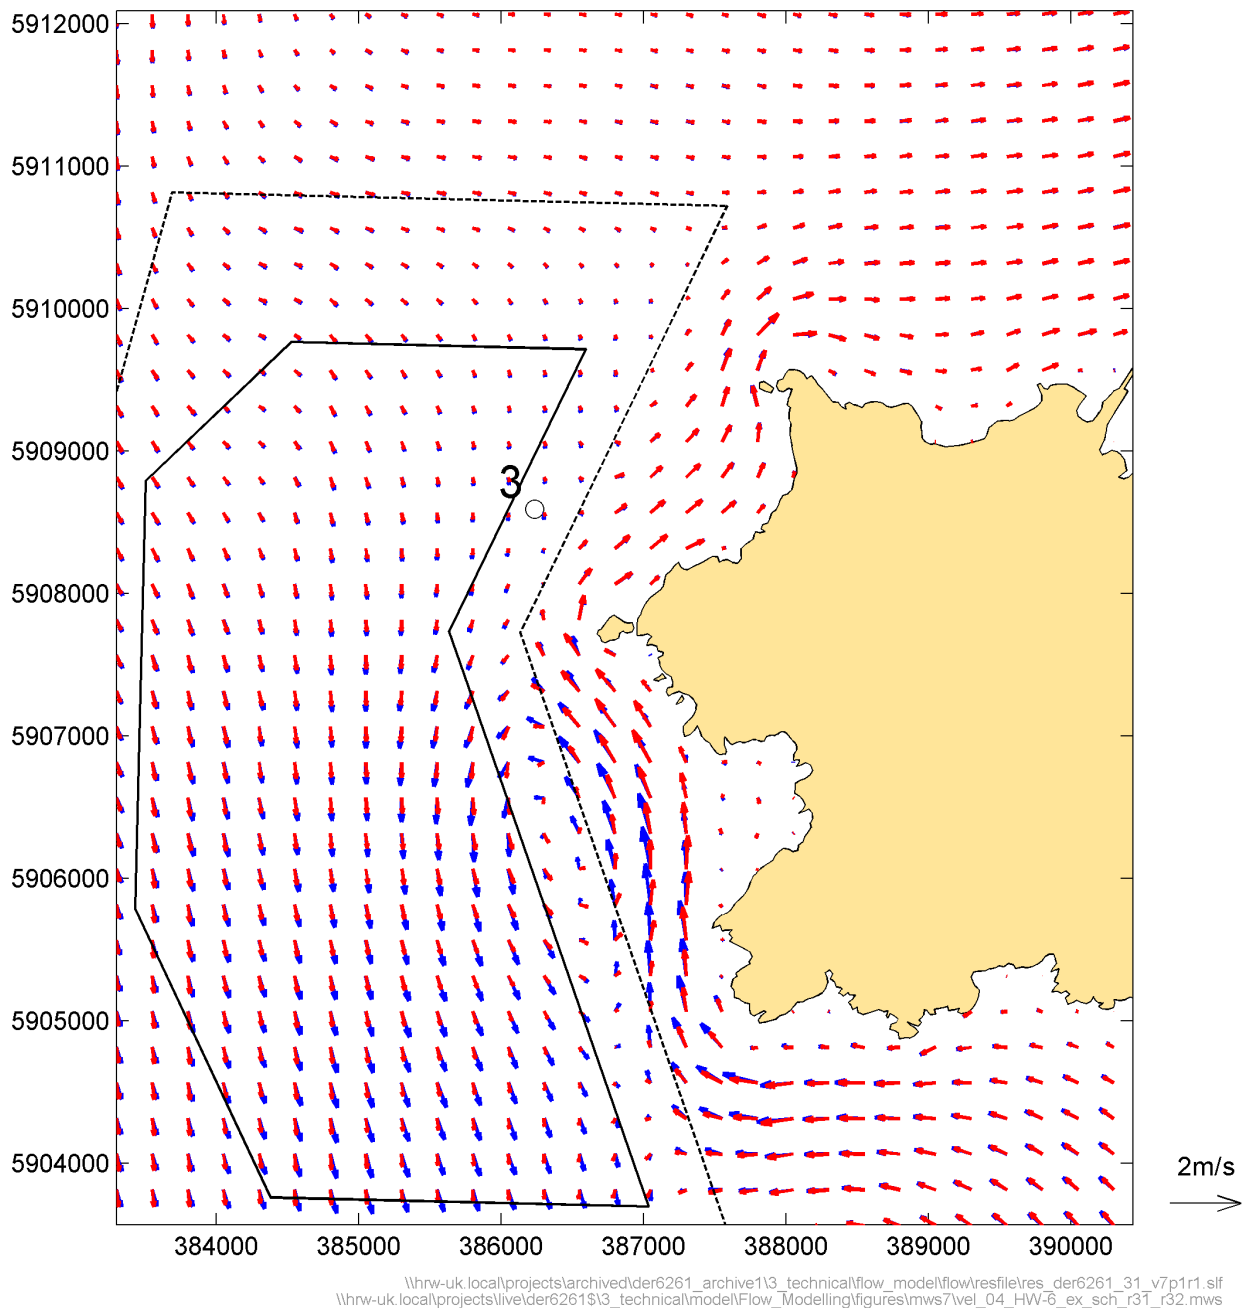 5912000
5911000
5910000
5909000
3
5908000
5907000
5906000
5905000
5904000
2m/s
384000 385000 386000 387000 388000 389000 390000
\\hrw-uk.local\projects\archived\der6261_archive1\3_technical\flow_model\flow\resfile\res_der6261_31_v7p1r1.slf
\\hrw-uk.local\projects\live\der6261$\3_technical\model\Flow_Modelling\figures\mws7\vel_04_HW-6_ex_sch_r31_r32.mws